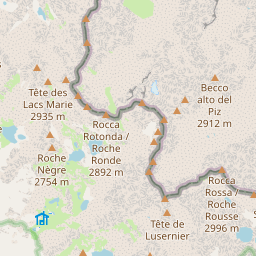 Becco
alto del
Piz
2912 m
Tête des
Lacs Marie
2935 m
Rocca
Rotonda /
Roche
Ronde
2892 m
Roche
Nègre
2754 m
Rocca
Rossa /
Roche
Rousse
2996 m
Tête de
Lusernier